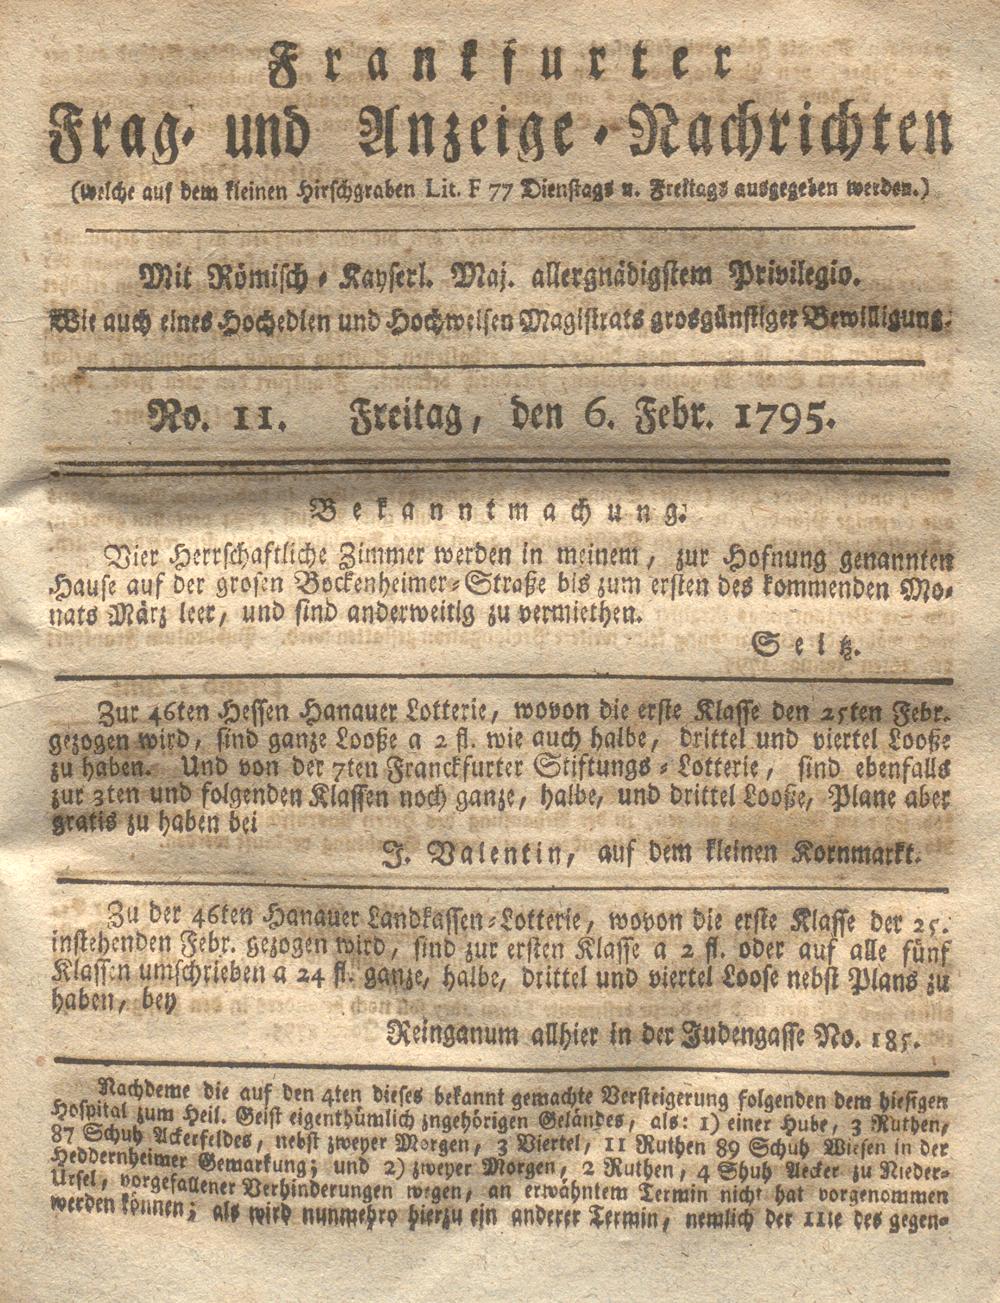 Frankfurter
Frag- und Anzeige-Nachrichten
(welche auf dem kleinen Hirschgraben Lit. F 77 Dienstags u. Freitags ausgegeben werden.)
Mit Römisch-Kayserl. Maj. allergnädigstem Privilegio.
Wie auch eines Hochedlen und Hochweisen Magistrats grosgünstiger Bewilligung.
No. 11. Freitag, den 6. Febr. 1795.
Bekanntmachung.
Vier Herrschaftliche Zimmer werden in meinem, zur Hofnung genannten
Hause auf der grosen Bockenheimer-Straße bis zum ersten des kommenden Mo-
nats März leer, und sind anderweitig zu vermiethen.
Seitz.
Zur 46ten Hessen Hanauer Lotterie, wovon die erste Klasse den 25ten Febr.
gezogen wird, sind ganze Looße a 2 fl. wie auch halbe, drittel und viertel Looße
zu haben. Und von der 7ten Franckfurter Stiftungs-Lotterie, sind ebenfalls
zur 3ten und folgenden Klassen noch ganze, halbe, und drittel Looße, Plane aber
gratis zu haben bei
J. Valentin, auf dem kleinen Kornmarkt.
Zu der 46ten Hanauer Landkassen-Lotterie, wovon die erste Klasse der 25.
instehenden Febr. gezogen wird, sind zur ersten Klasse a 2 fl. oder auf alle fünf
Klassen umschrieben a 24 fl. ganze, halbe, drittel und viertel Loose nebst Plans zu
haben, bey
Reinganum allhier in der Judengasse No. 185.
Nachdeme die auf den 4ten dieses bekannt gemachte Versteigerung folgenden dem hiesigen
Hospital zum Heil. Geist eigenthümlich zugehörigen Geländes, als: 1) einer Hube, 3 Ruthen,
87 Schuh Ackerfeldes, nebst zweyer Morgen, 3 Viertel, 11 Ruthen 89 Schuh Wiesen in der
Heddernheimer Gemarkung; und 2) zweyer Morgen, 2 Ruthen, 4 Shuh Aecker zu Nieder-
Ursel, vorgefallener Verhinderungen wegen, an erwähntem Termin nicht hat vorgenommen
werden können; als wird nunmehro hierzu ein anderer Termin, nemlich der 11te des gegen-